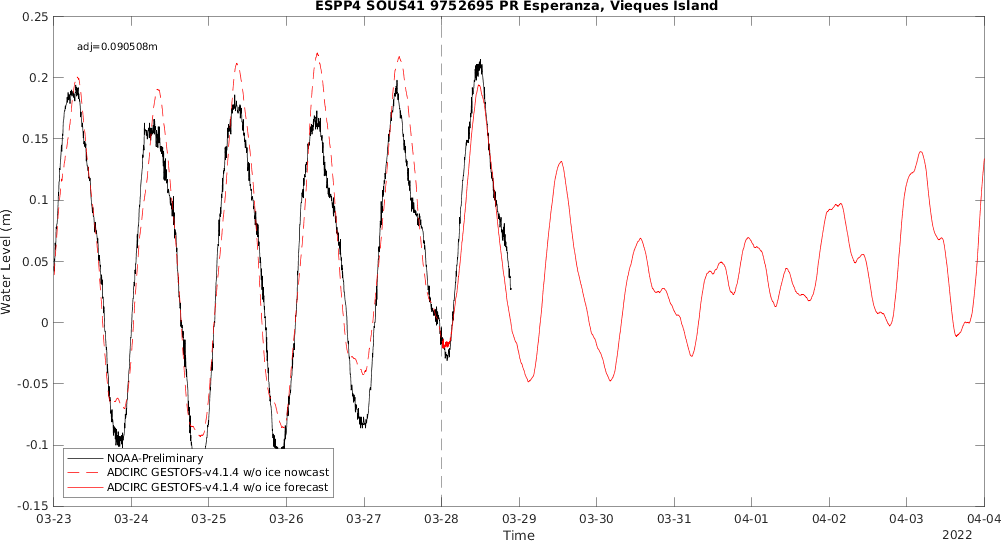 ESPP4 SOUS41 9752695 PR Esperanza, Vieques Island
adj=0.090508m
0.25
0.2
0.15
0.1
0.05
0
-0.05
-0.1
-0.15
Water Level (m)
NOAA-Preliminary
ADCIRC GESTOFS-v4.1.4 w/o ice nowcast
ADCIRC GESTOFS-v4.1.4 w/o ice forecast
03-23 03-24 03-25 03-26 03-27 03-28 03-29 03-30 03-31 04-01 04-02 04-03 04-04
Time
2022